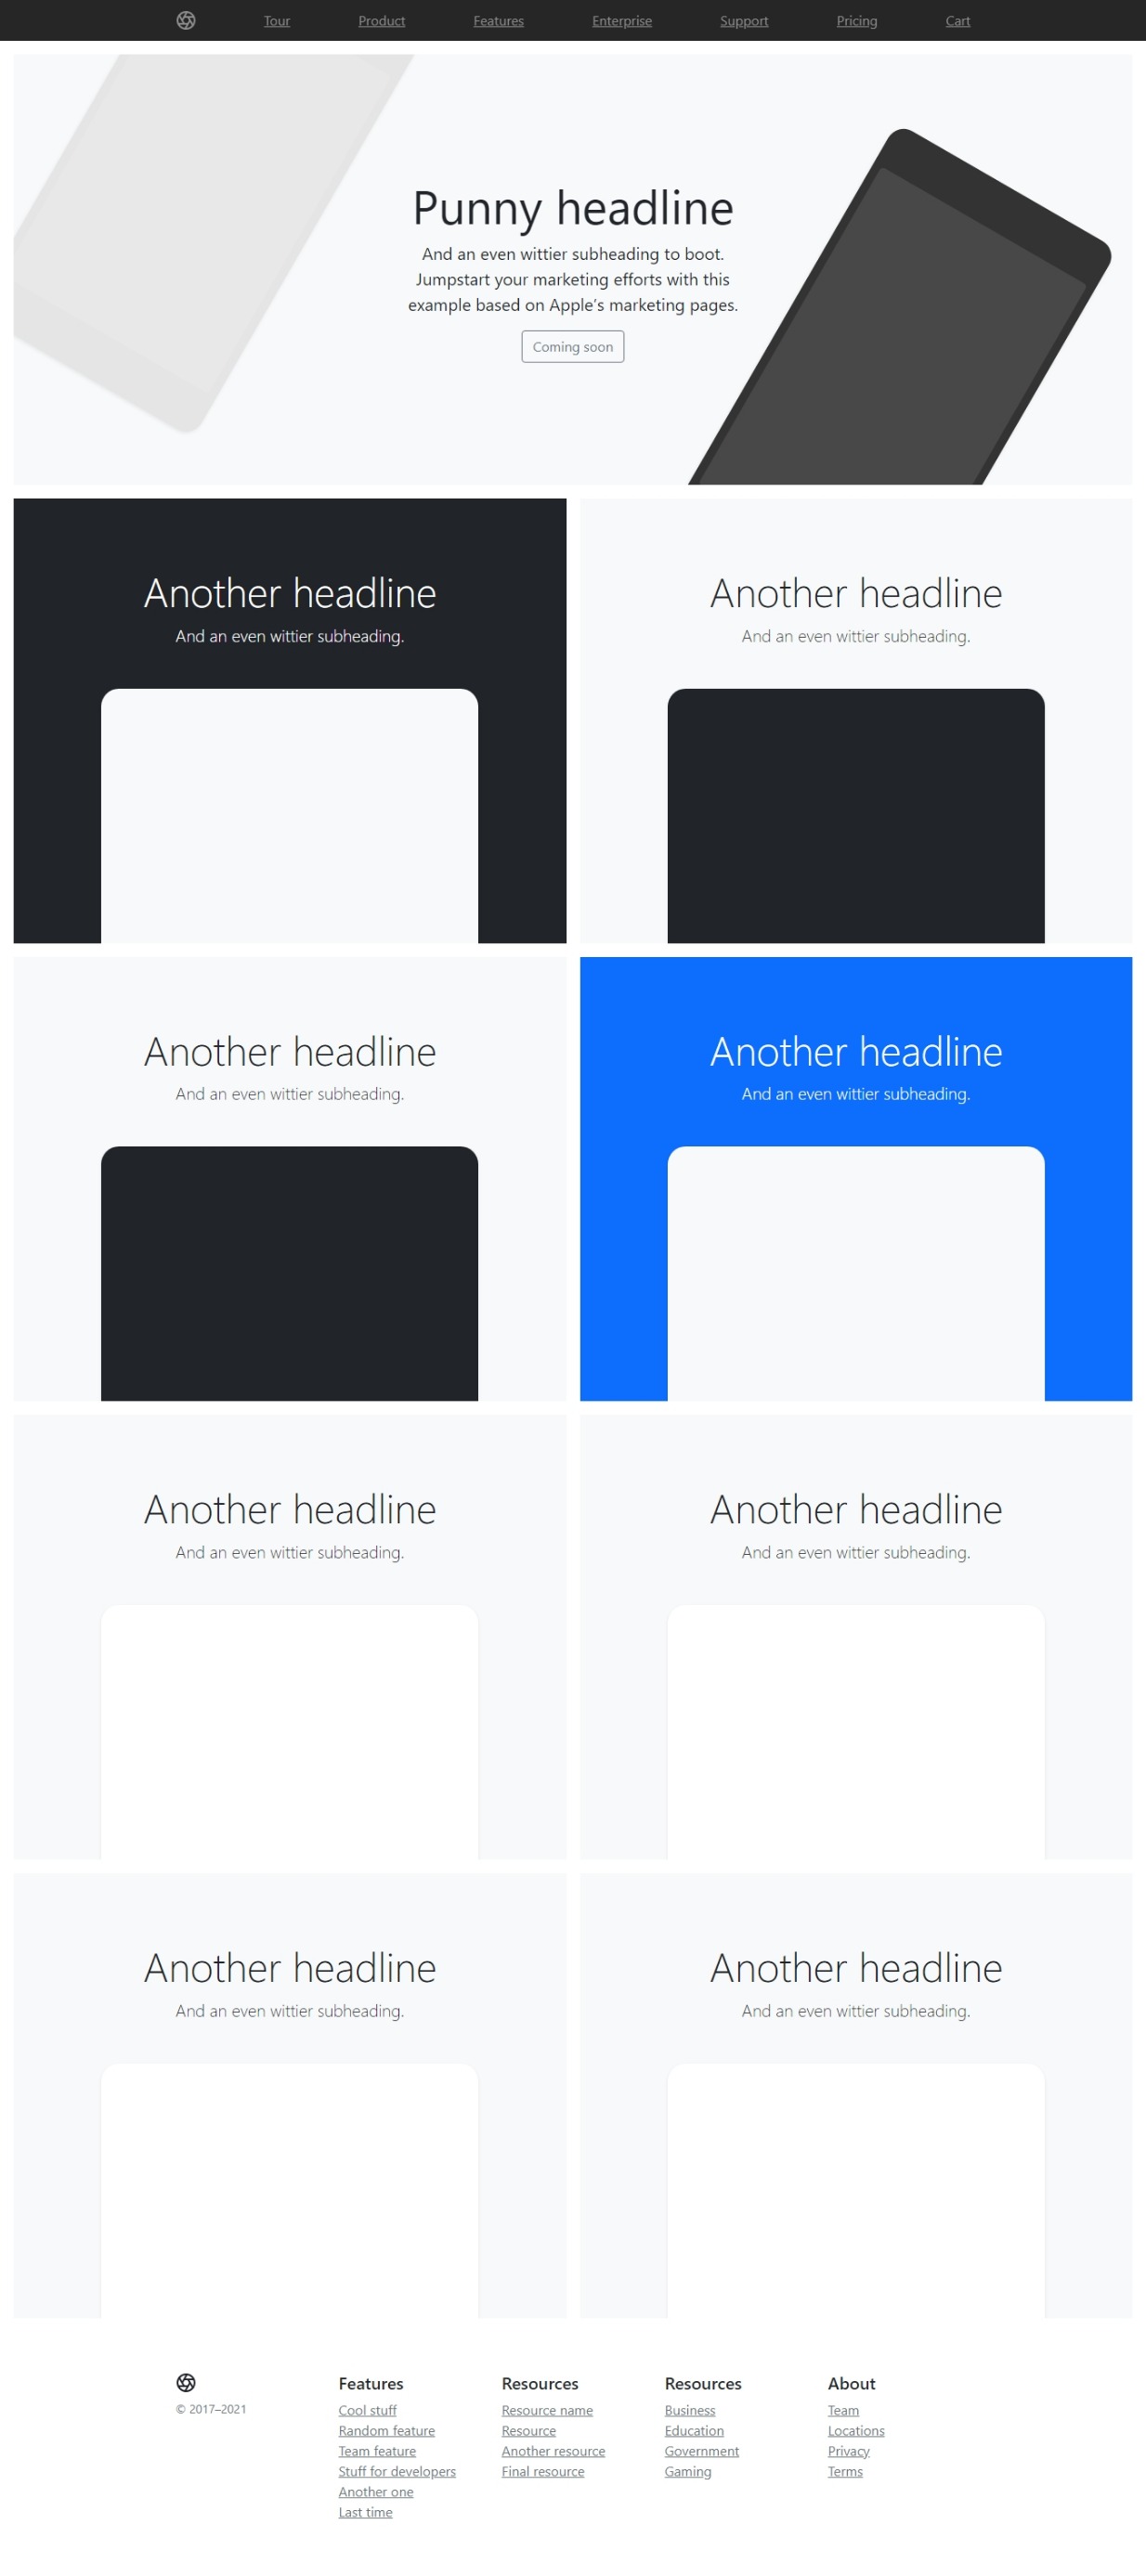 Tour Product Features Enterprise Support Pricing Cart
Punny headline
And an even wittier subheading to boot.
Jumpstart your marketing efforts with this
example based on Apple’s marketing pages.
Coming soon
Another headline
And an even wittier subheading.
Another headline
And an even wittier subheading.
Another headline
And an even wittier subheading.
Another headline
And an even wittier subheading.
Another headline
And an even wittier subheading.
Another headline
And an even wittier subheading.
Another headline
And an even wittier subheading.
Another headline
And an even wittier subheading.
© 2017–2021
Features
Cool stuff
Random feature
Team feature
Stuff for developers
Another one
Last time
Resources
Resource name
Resource
Another resource
Final resource
Resources
Business
Education
Government
Gaming
About
Team
Locations
Privacy
Terms